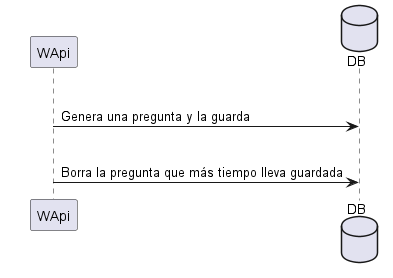 DB
WApi
Genera una pregunta y la guarda
Borra la pregunta que más tiempo lleva guardada
WApi
DB